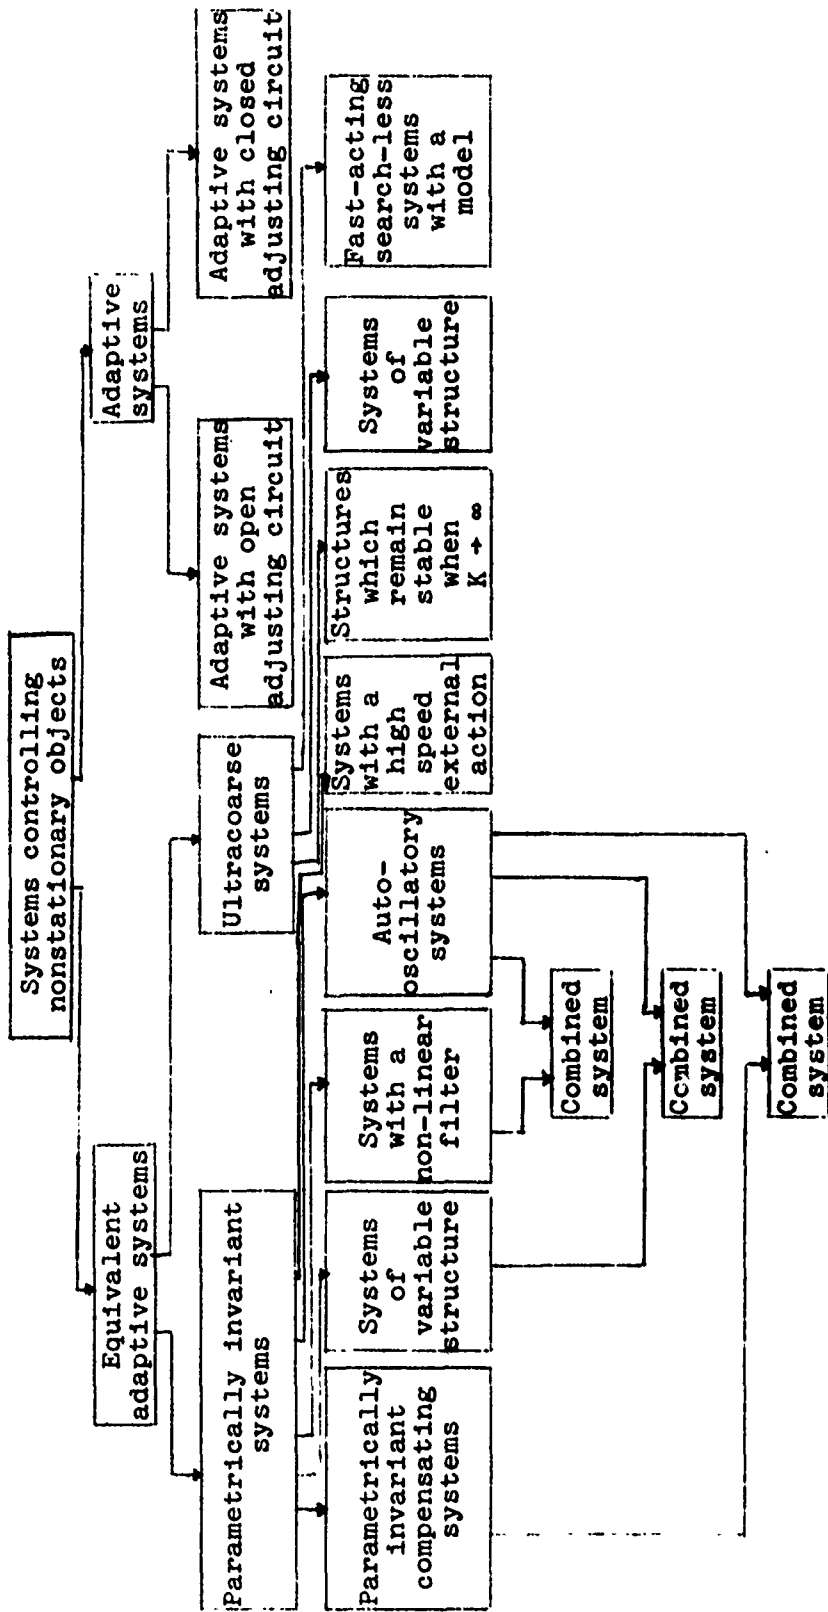 Systems controlling
nonstationary objects
Equivalent
adaptive systems
Adaptive
systems
Parametrically invariant
systems
Ultracoarse
systems
Adaptive systems
with open
adjusting circuit
Adaptive systems
with closed
adjusting circuit
Parametrically
invariant
compensating
systems
Systems
of
variable
structure
Systems
with a
non-linear
filter
Auto-
oscillatory
systems
Systems
with a
high
speed
external
action
Structures
which
remain
stable
when
K → ∞
Systems
of
variable
structure
Fast-acting
search-less
systems
with a
model
Combined
system
Combined
system
Combined
system